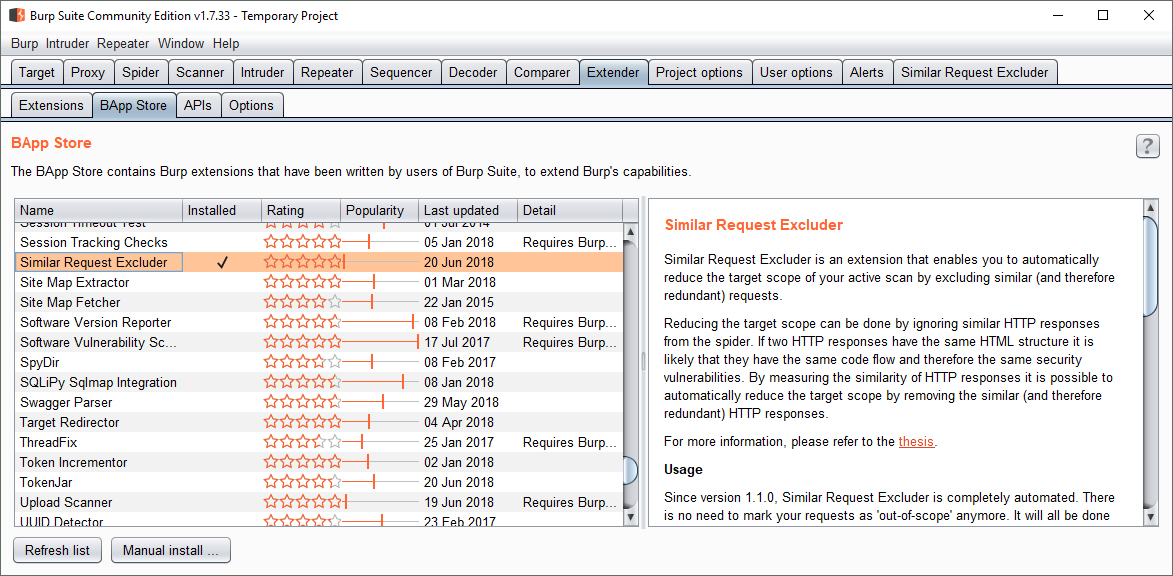 Burp Suite Community Edition v1.7.33 - Temporary Project
Burp Intruder Repeater Window Help
Target Proxy Spider Scanner Intruder Repeater Sequencer Decoder Comparer Extender Project options User options Alerts Similar Request Excluder
Extensions BApp Store APIs Options
BApp Store
?
The BApp Store contains Burp extensions that have been written by users of Burp Suite, to extend Burp's capabilities.
Name Installed Rating Popularity Last updated Detail
Session Timeout Test 01 Jul 2014
Session Tracking Checks 05 Jan 2018 Requires Burp...
Similar Request Excluder ✓ 20 Jun 2018
Site Map Extractor 01 Mar 2018
Site Map Fetcher 22 Jan 2015
Software Version Reporter 08 Feb 2018 Requires Burp...
Software Vulnerability Sc... 17 Jul 2017 Requires Burp...
SpyDir 08 Feb 2017
SQLiPy Sqlmap Integration 08 Jan 2018
Swagger Parser 29 May 2018
Target Redirector 04 Apr 2018
ThreadFix 25 Jan 2017 Requires Burp...
Token Incrementor 02 Jan 2018
TokenJar 20 Jun 2018
Upload Scanner 19 Jun 2018 Requires Burp...
UUID Detector 23 Feb 2017
Similar Request Excluder
Similar Request Excluder is an extension that enables you to automatically
reduce the target scope of your active scan by excluding similar (and therefore
redundant) requests.
Reducing the target scope can be done by ignoring similar HTTP responses
from the spider. If two HTTP responses have the same HTML structure it is
likely that they have the same code flow and therefore the same security
vulnerabilities. By measuring the similarity of HTTP responses it is possible to
automatically reduce the target scope by removing the similar (and therefore
redundant) HTTP responses.
For more information, please refer to the thesis.
Usage
Since version 1.1.0, Similar Request Excluder is completely automated. There
is no need to mark your requests as 'out-of-scope' anymore. It will all be done
Refresh list Manual install ...